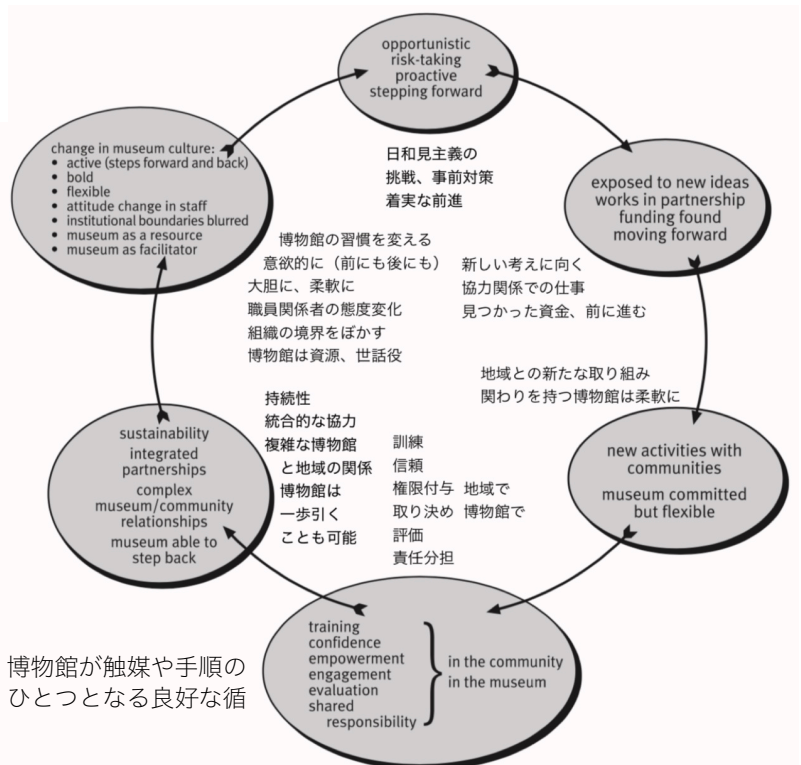 opportunistic
risk-taking
proactive
stepping forward
日和見主義の
挑戦、事前対策
着実な前進
exposed to new ideas
works in partnership
funding found
moving forward
新しい考えに向く
協力関係での仕事
見つかった資金、前に進む
地域との新たな取り組み
関わりを持つ博物館は柔軟に
new activities with
communities
museum committed
but flexible
訓練
信頼
権限付与 地域で
取り決め 博物館で
評価
責任分担
training
confidence
empowerment
engagement
evaluation
shared
responsibility
in the community
in the museum
持続性
統合的な協力
複雑な博物館
と地域の関係
博物館は
一歩引く
ことも可能
sustainability
integrated
partnerships
complex
museum/community
relationships
museum able to
step back
change in museum culture:
• active (steps forward and back)
• bold
• flexible
• attitude change in staff
• institutional boundaries blurred
• museum as a resource
• museum as facilitator
博物館の習慣を変える
意欲的に（前にも後にも）
大胆に、柔軟に
職員関係者の態度変化
組織の境界をぼかす
博物館は資源、世話役
博物館が触媒や手順の
ひとつとなる良好な循